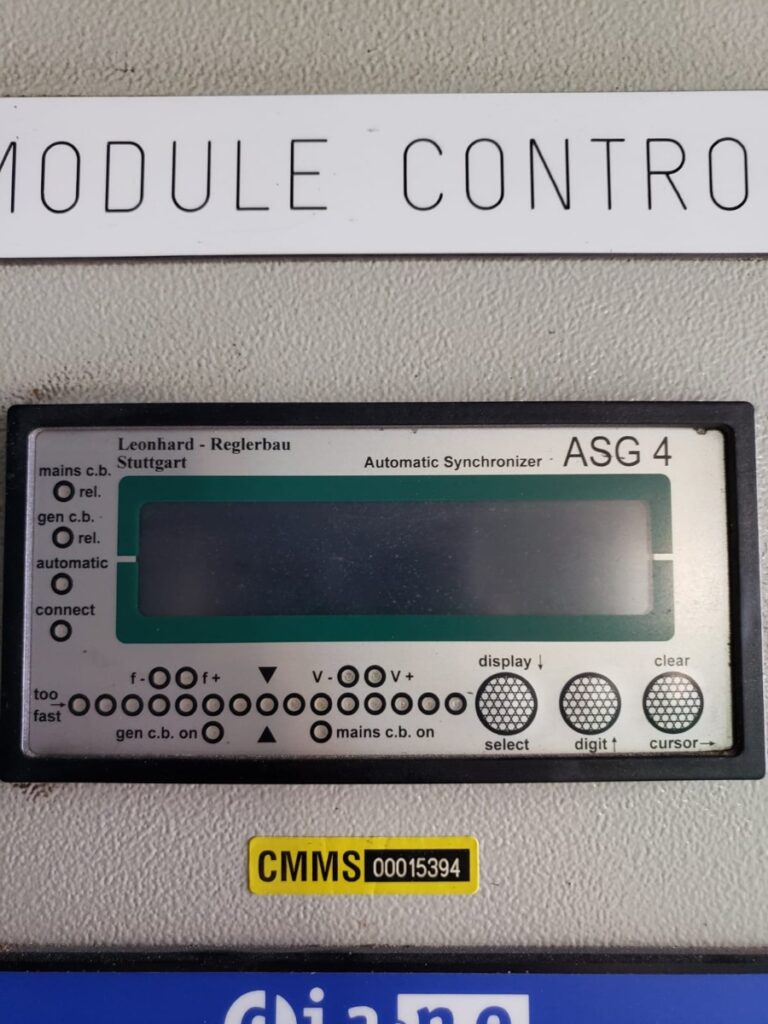 MODULE CONTRO
Leonhard - Reglerbau
Stuttgart
Automatic Synchronizer
ASG 4
mains c.b.
rel.
gen c.b.
rel.
automatic
connect
f - f +
V - V +
too
fast
gen c.b. on
mains c.b. on
display ↓
select
digit ↑
clear
cursor →
CMMS 00015394